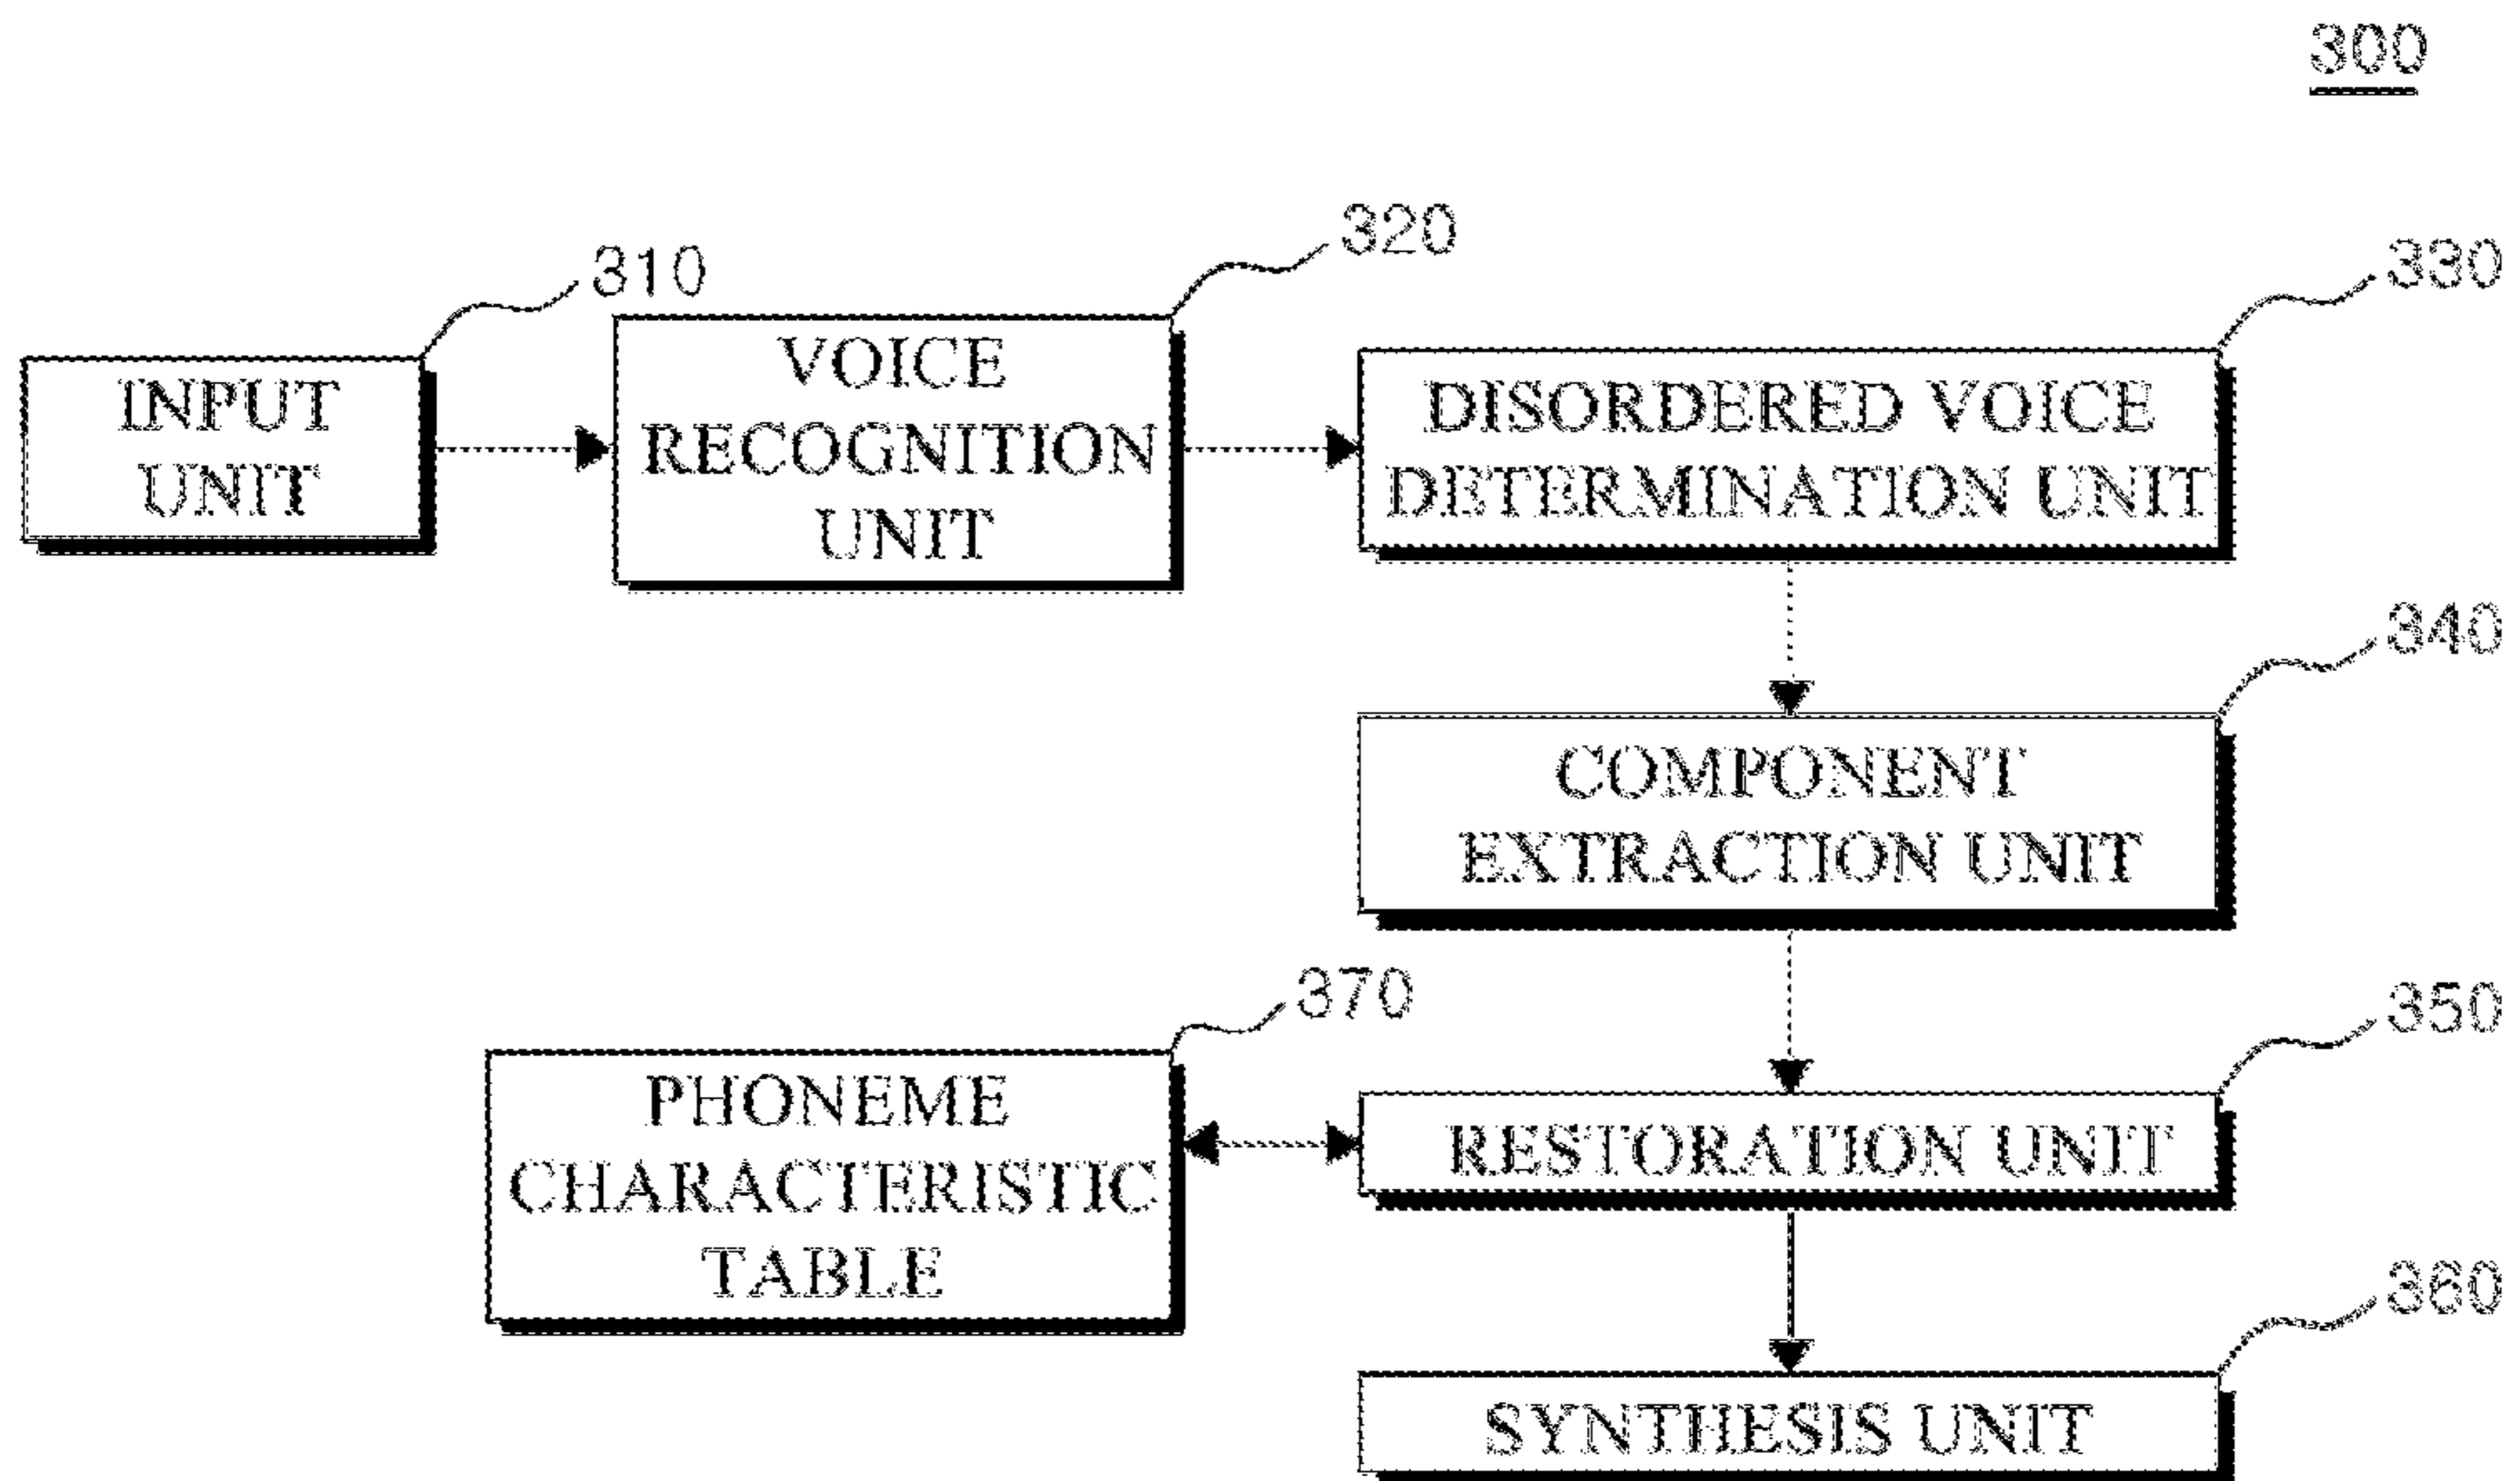 300
310
INPUT
UNIT
320
VOICE
RECOGNITION
UNIT
330
DISORDERED VOICE
DETERMINATION UNIT
340
COMPONENT
EXTRACTION UNIT
370
PHONEME
CHARACTERISTIC
TABLE
350
RESTORATION UNIT
360
SYNTHESIS UNIT